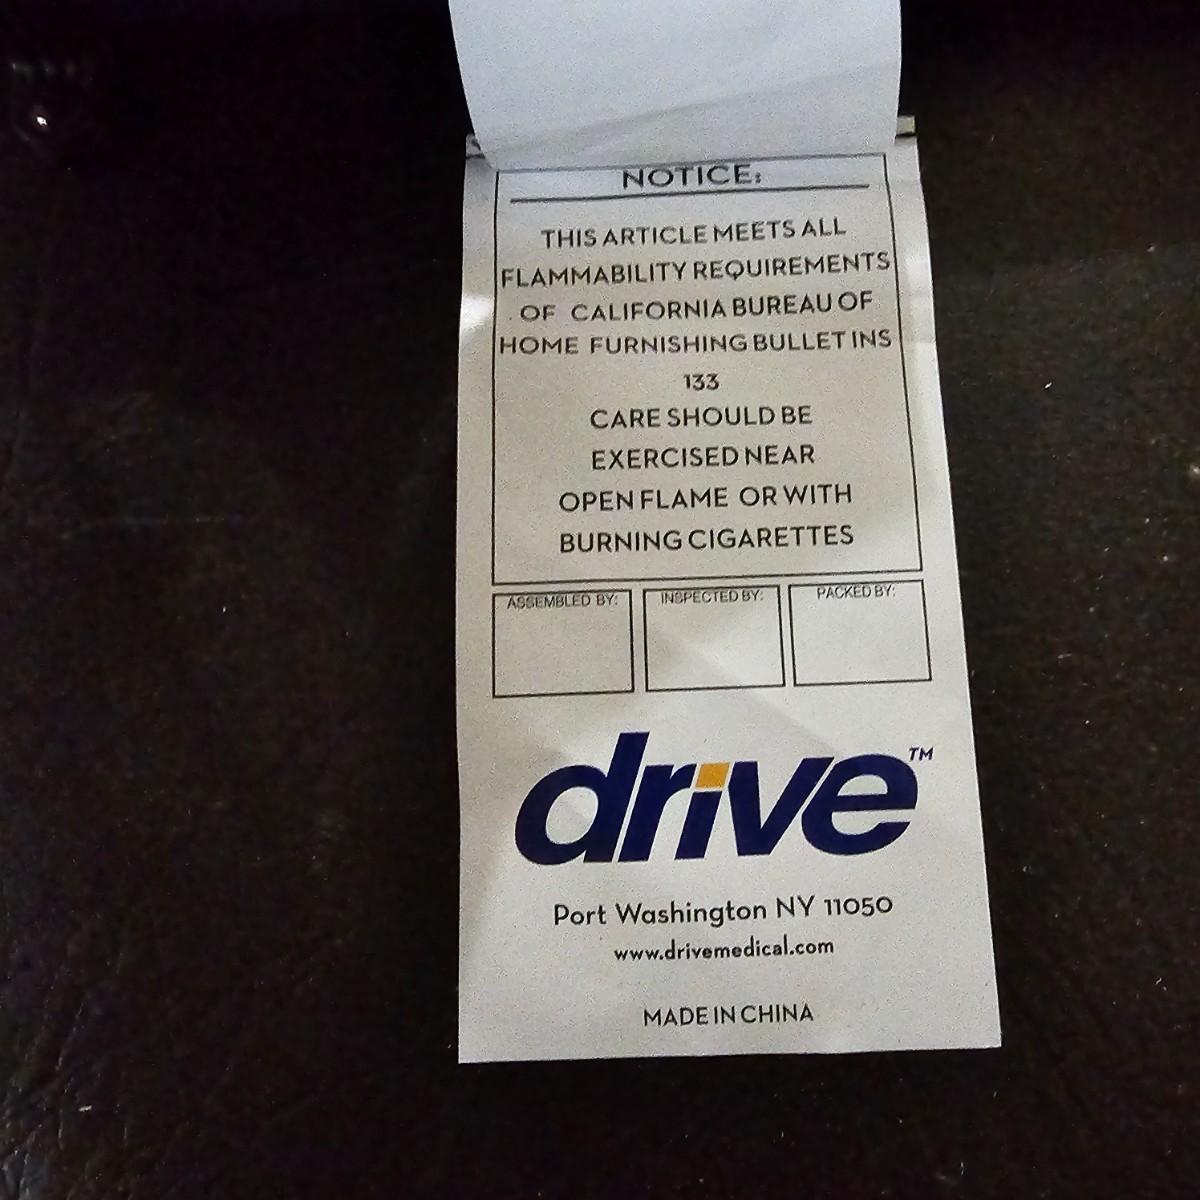 NOTICE:
THIS ARTICLE MEETS ALL
FLAMMABILITY REQUIREMENTS
OF CALIFORNIA BUREAU OF
HOME FURNISHING BULLET INS
133
CARE SHOULD BE
EXERCISED NEAR
OPEN FLAME OR WITH
BURNING CIGARETTES
ASSEMBLED BY: INSPECTED BY: PACKED BY:
drive™
Port Washington NY 11050
www.drivemedical.com
MADE IN CHINA